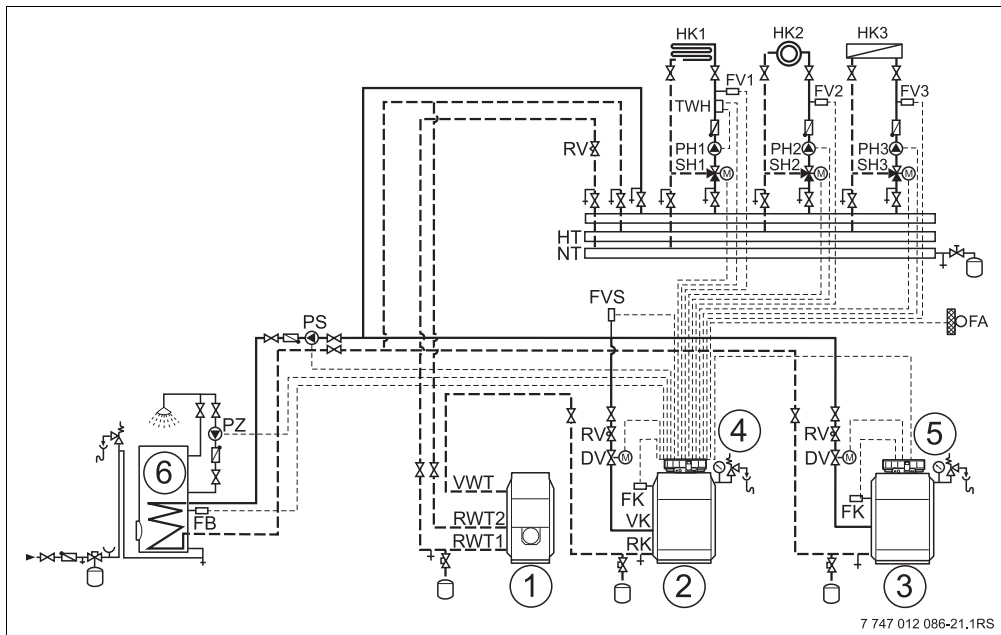 HK1 HK2 HK3
FV1 FV2 FV3
TWH
RV PH1 PH2 PH3
SH1 SH2 SH3
M M M
HT
NT
FVS
FA
PS
PZ
4 5
RV RV
DV M DV M
6
FK FK
VWT
FB RWT2 VK
RWT1 RK
1 2 3
7 747 012 086-21.1RS